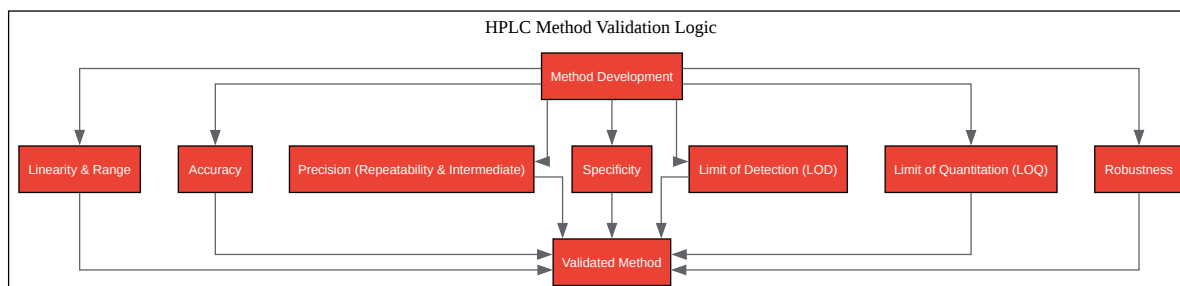 HPLC Method Validation Logic
Method Development
Linearity & Range
Accuracy
Precision (Repeatability & Intermediate)
Specificity
Limit of Detection (LOD)
Limit of Quantitation (LOQ)
Robustness
Validated Method